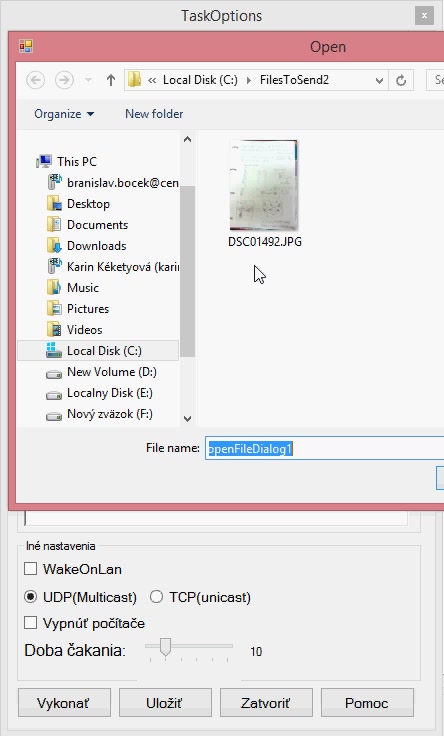 TaskOptions
x
Open
« Local Disk (C:) FilesToSend2
Se
Organize New folder
This PC
branislav.bocek@cen
Desktop
Documents
Downloads
Karin Kéketyová (karin
Music
Pictures
Videos
Local Disk (C:)
New Volume (D:)
Localny Disk (E:)
Nový zväzok (F:)
DSC01492.JPG
File name: openFileDialog1
Iné nastavenia
WakeOnLan
UDP(Multicast) TCP(unicast)
Vypnúť počítače
Doba čakania: 10
Vykonať Uložiť Zatvoriť Pomoc